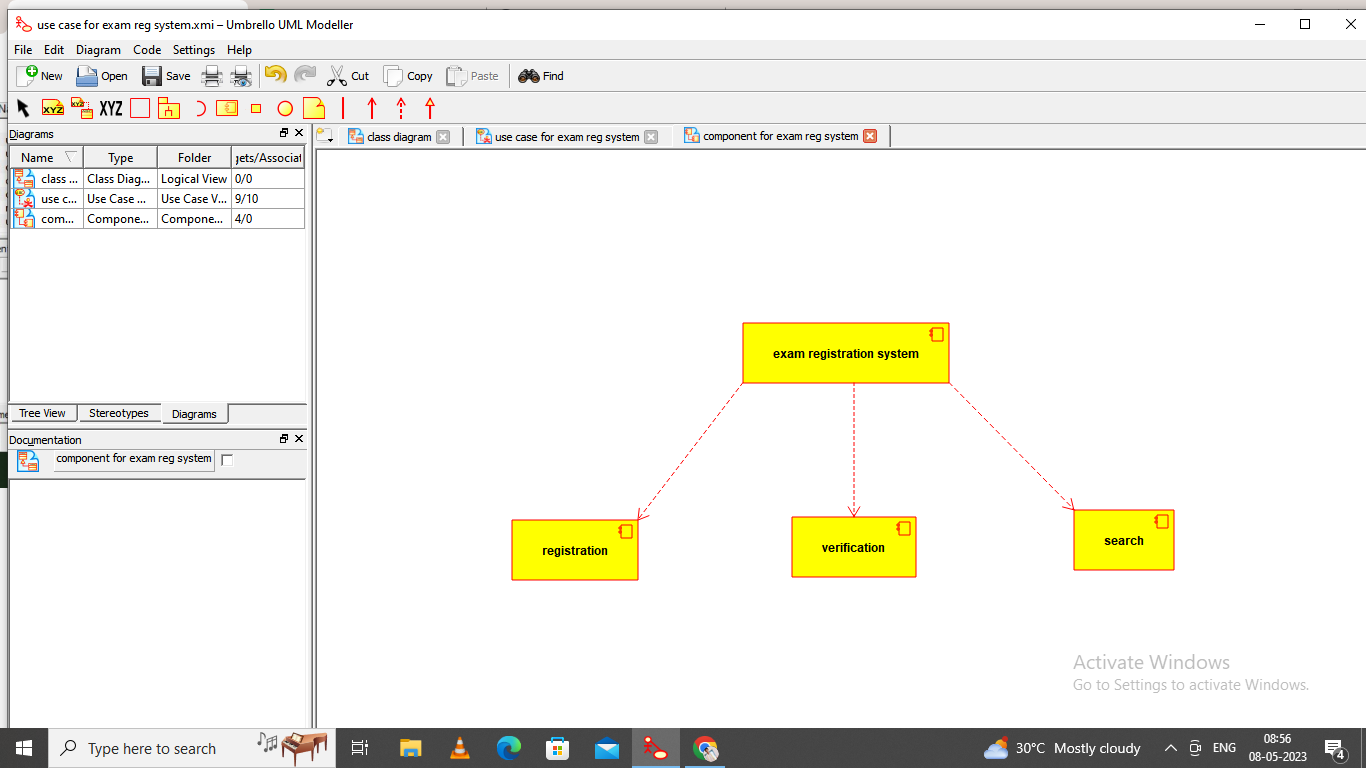 use case for exam reg system.xmi – Umbrello UML Modeller
File Edit Diagram Code Settings Help
New Open Save Cut Copy Paste Find
XYZ XYZ XYZ
Diagrams
class diagram use case for exam reg system component for exam reg system
Name Type Folder jets/Associat
class ... Class Diag... Logical View 0/0
use c... Use Case ... Use Case V... 9/10
com... Compone... Compone... 4/0
exam registration system
Tree View Stereotypes Diagrams
Documentation
component for exam reg system
registration
verification
search
Activate Windows
Go to Settings to activate Windows.
Type here to search
30°C Mostly cloudy
ENG
08:56
08-05-2023
4